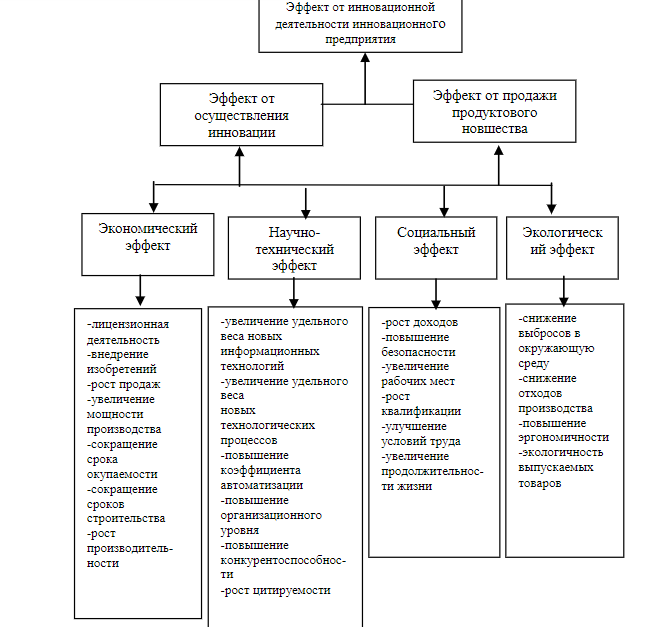 Эффект от инновационной
деятельности инновационного
предприятия
Эффект от
осуществления
инновации
Эффект от продажи
продуктового
новшества
Экономический
эффект
Научно-
технический
эффект
Социальный
эффект
Экологическ
ий эффект
-лицензионная
деятельность
-внедрение
изобретений
-рост продаж
-увеличение
мощности
производства
-сокращение
срока
окупаемости
-сокращение
сроков
строительства
-рост
производитель-
ности
-увеличение удельного
веса новых
информационных
технологий
-увеличение удельного
веса
новых
технологических
процессов
-повышение
коэффициента
автоматизации
-повышение
организационного
уровня
-повышение
конкурентоспособнос-
ти
-рост цитируемости
-рост доходов
-повышение
безопасности
-увеличение
рабочих мест
-рост
квалификации
-улучшение
условий труда
-увеличение
продолжительнос-
ти жизни
-снижение
выбросов в
окружающую
среду
-снижение
отходов
производства
-повышение
эргономичности
-экологичность
выпускаемых
товаров